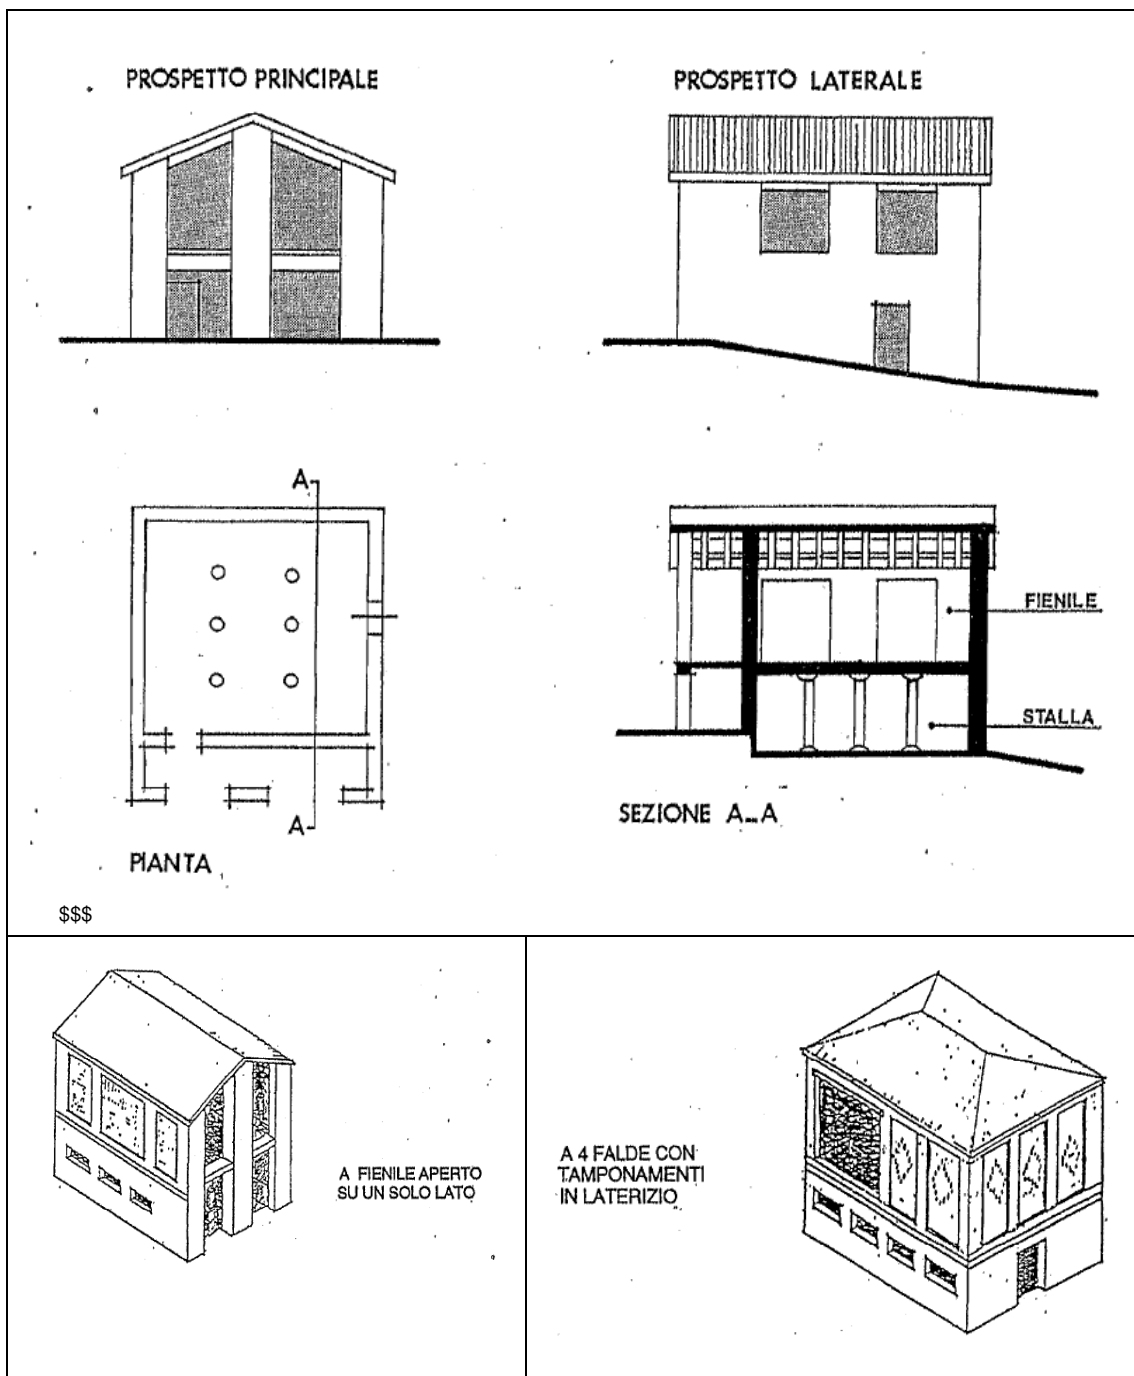 PROSPETTO PRINCIPALE
PROSPETTO LATERALE
A
FIENILE
STALLA
A
SEZIONE A-A
PIANTA
$$$
A FIENILE APERTO
SU UN SOLO LATO
A 4 FALDE CON
TAMPONAMENTI
IN LATERIZIO